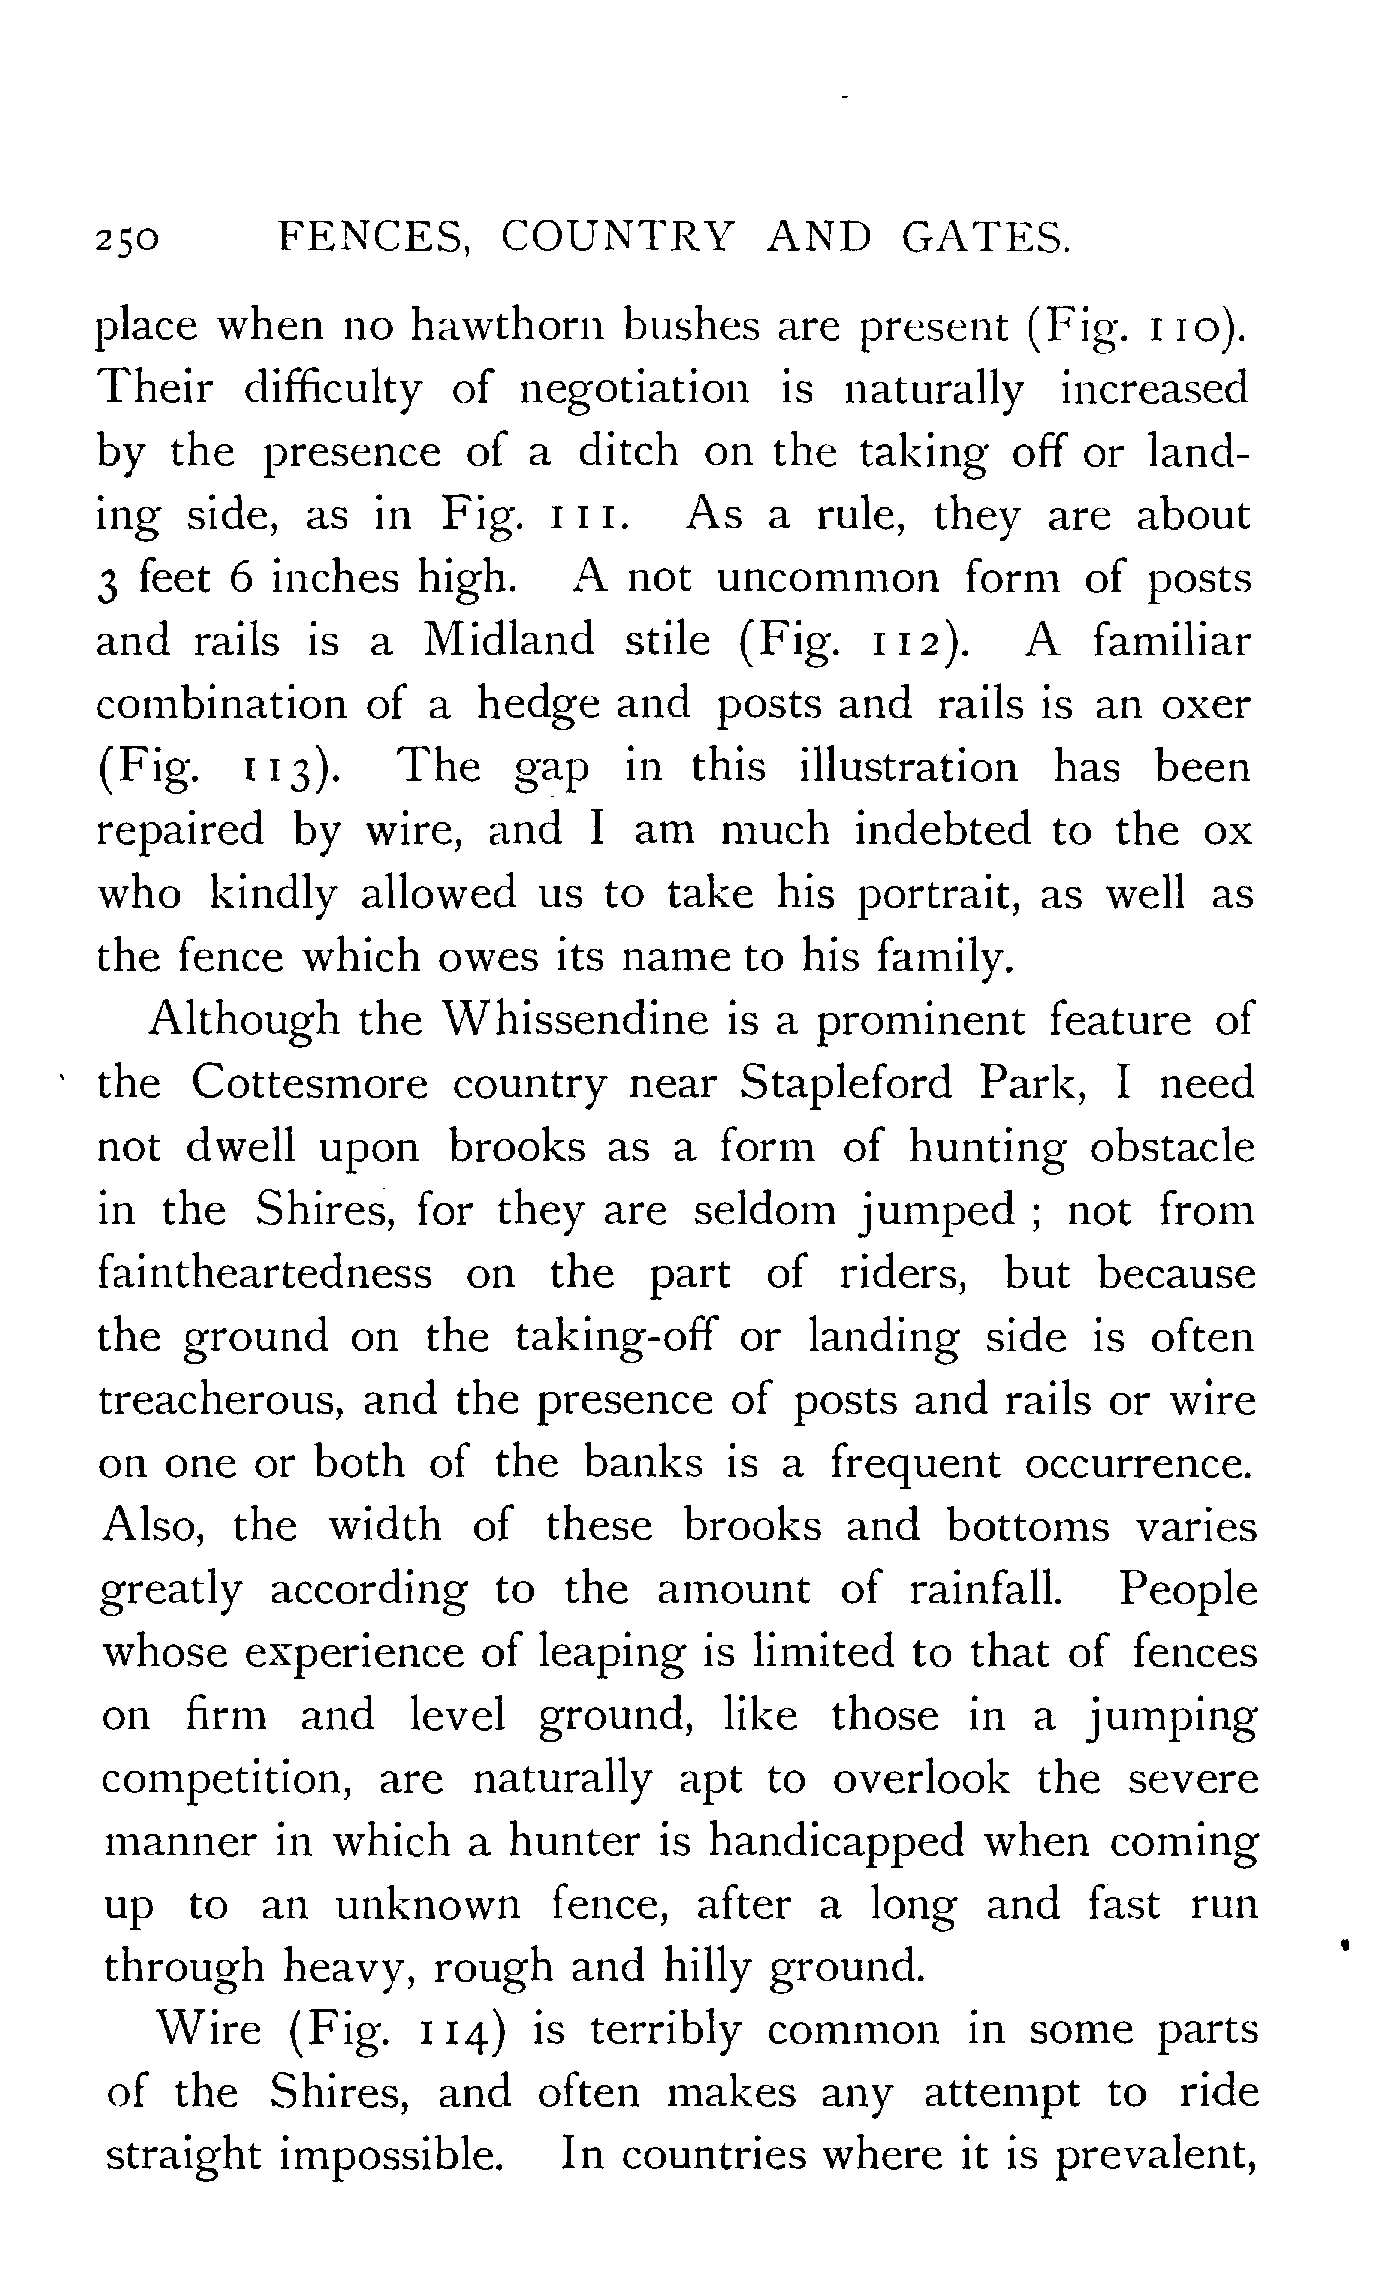 250 FENCES, COUNTRY AND GATES.
place when no hawthorn bushes are present (Fig. 110).
Their difficulty of negotiation is naturally increased
by the presence of a ditch on the taking off or land-
ing side, as in Fig. 111. As a rule, they are about
3 feet 6 inches high. A not uncommon form of posts
and rails is a Midland stile (Fig. 112). A familiar
combination of a hedge and posts and rails is an oxer
(Fig. 113). The gap in this illustration has been
repaired by wire, and I am much indebted to the ox
who kindly allowed us to take his portrait, as well as
the fence which owes its name to his family.
Although the Whissendine is a prominent feature of
the Cottesmore country near Stapleford Park, I need
not dwell upon brooks as a form of hunting obstacle
in the Shires, for they are seldom jumped ; not from
faintheartedness on the part of riders, but because
the ground on the taking-off or landing side is often
treacherous, and the presence of posts and rails or wire
on one or both of the banks is a frequent occurrence.
Also, the width of these brooks and bottoms varies
greatly according to the amount of rainfall. People
whose experience of leaping is limited to that of fences
on firm and level ground, like those in a jumping
competition, are naturally apt to overlook the severe
manner in which a hunter is handicapped when coming
up to an unknown fence, after a long and fast run
through heavy, rough and hilly ground.
Wire (Fig. 114) is terribly common in some parts
of the Shires, and often makes any attempt to ride
straight impossible. In countries where it is prevalent,